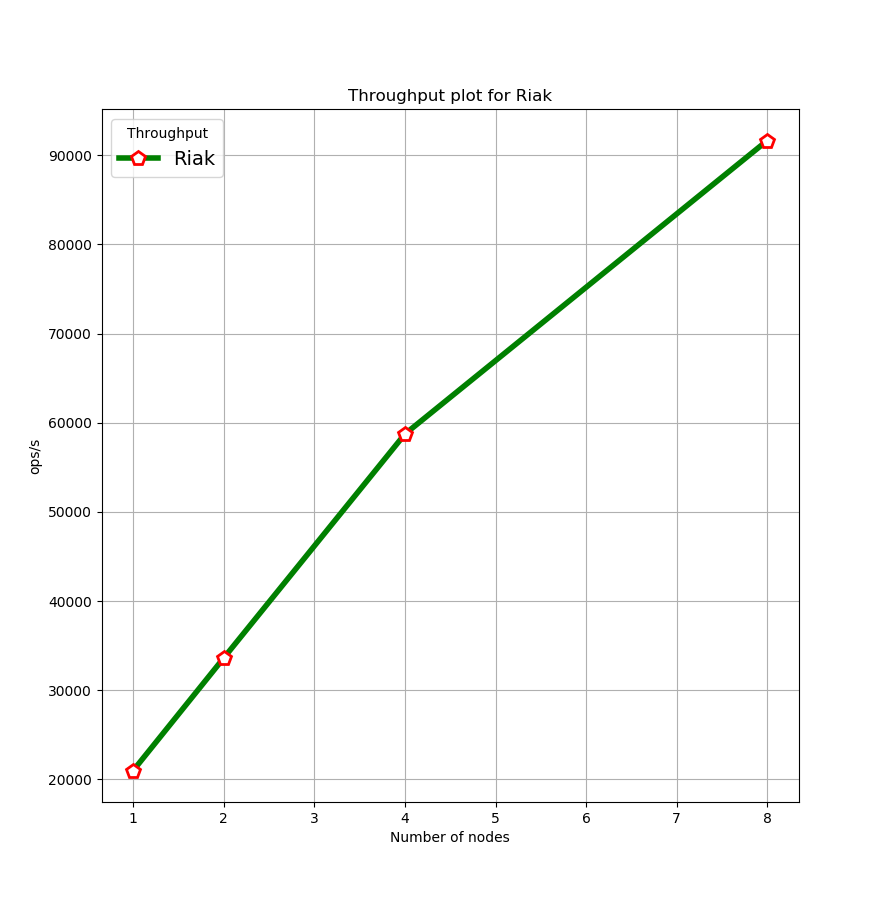 Throughput plot for Riak
Throughput
Riak
90000
80000
70000
60000
50000
40000
30000
20000
ops/s
1 2 3 4 5 6 7 8
Number of nodes